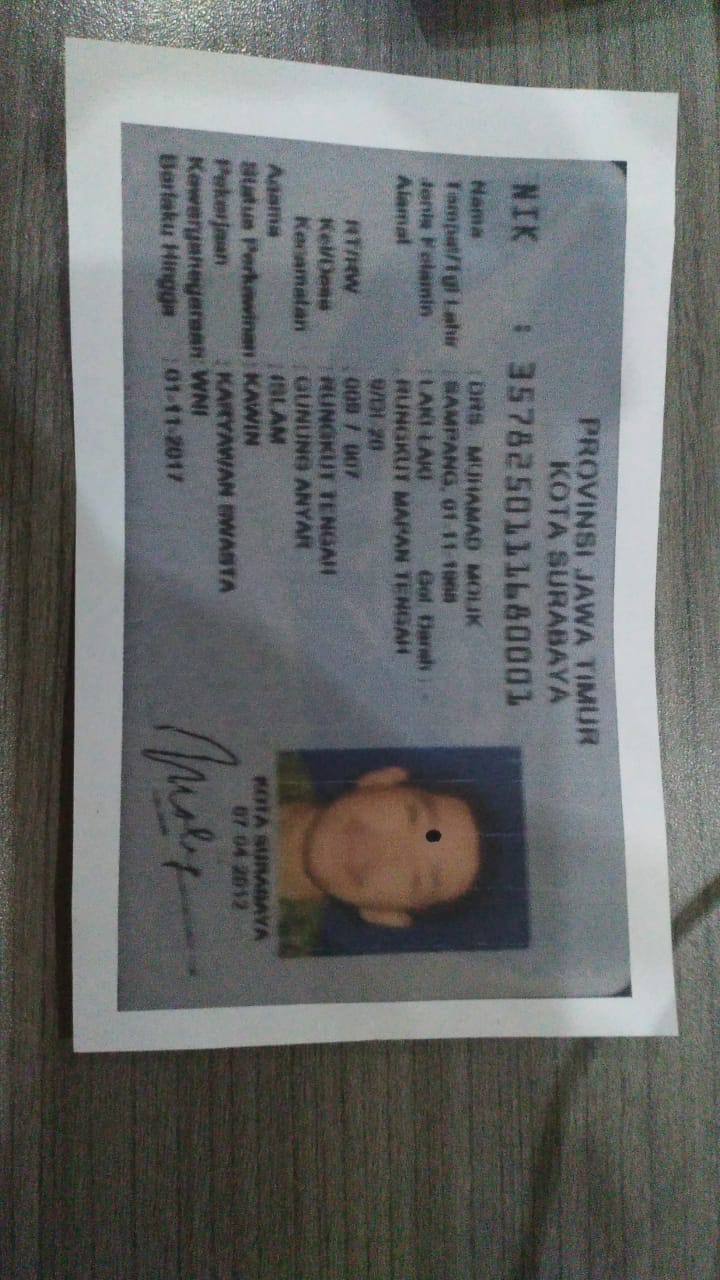 PROVINSI JAWA TIMUR
KOTA SURABAYA
NIK : 3578250111680001
Nama : DRS. MUHAMAD
Tempat/Tgl Lahir : SAMPANG, 01-11-1968
Jenis Kelamin : LAKI-LAKI Gol. Darah : -
Alamat : RUNGKUT MAPAN TENGAH
RT/RW : 008 / 007
Kel/Desa : RUNGKUT TENGAH
Kecamatan : GUNUNG ANYAR
Agama : ISLAM
Status Perkawinan : KAWIN
Pekerjaan : KARYAWAN SWASTA
Kewarganegaraan : WNI
Berlaku Hingga : 01-11-2017
KOTA SURABAYA
07-04-2012